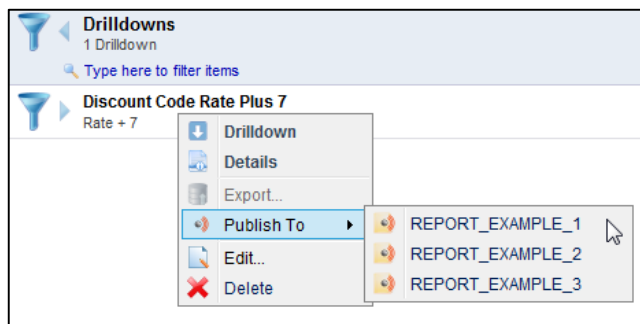 Drilldowns
1 Drilldown
Type here to filter items
Discount Code Rate Plus 7
Rate + 7
Drilldown
Details
Export...
Publish To
REPORT_EXAMPLE_1
REPORT_EXAMPLE_2
Edit...
REPORT_EXAMPLE_3
Delete